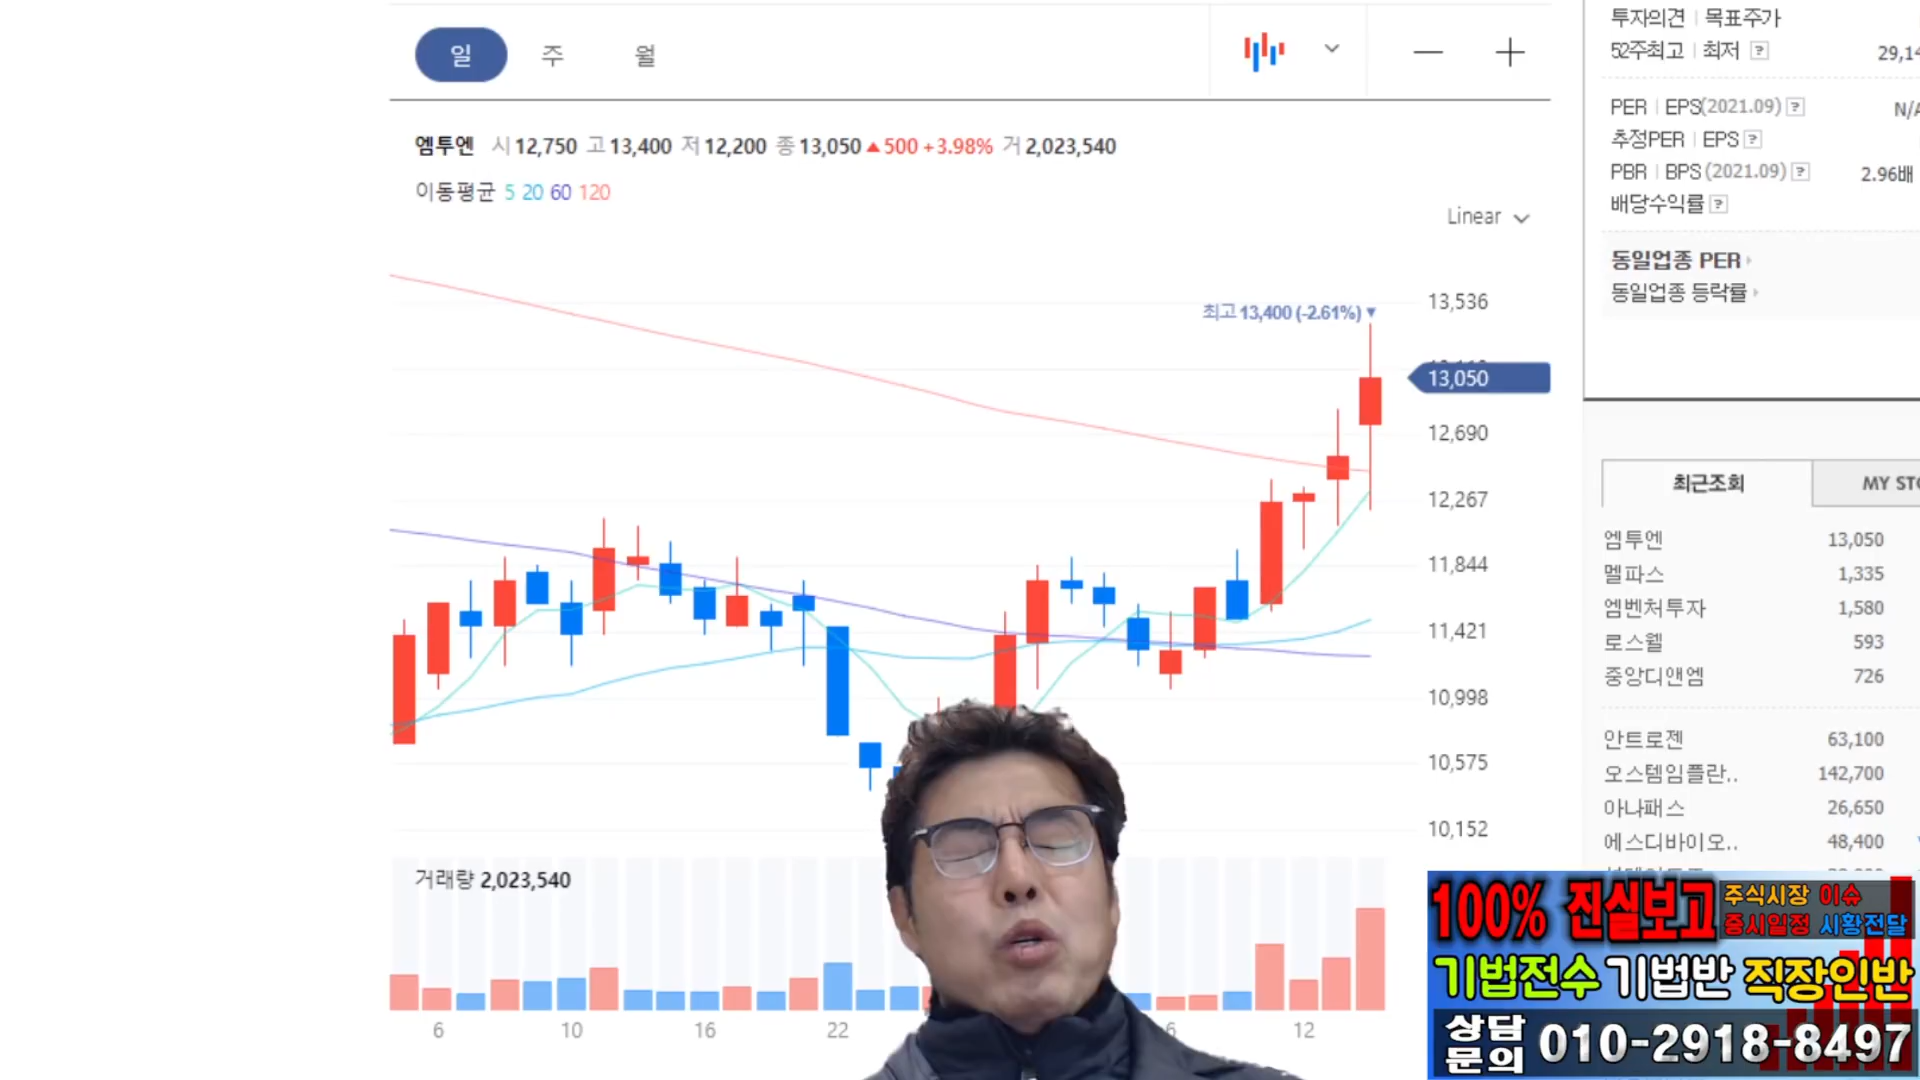 일 주 월
엠투엔 시 12,750 고 13,400 저 12,200 종 13,050 ▲500 +3.98% 거 2,023,540
이동평균 5 20 60 120
Linear
최고 13,400 (-2.61%) ▼
13,536
13,050
12,690
12,267
11,844
11,421
10,998
10,575
10,152
거래량 2,023,540
6 10 16 22 6 12
투자의견 | 목표주가
52주최고 | 최저 ? 29,14
PER | EPS(2021.09) ? N/A
추정PER | EPS ?
PBR | BPS (2021.09) ? 2.96배
배당수익률 ?
동일업종 PER
동일업종 등락률
최근조회 MY STO
엠투엔 13,050
멜파스 1,335
엠벤처투자 1,580
로스웰 593
중앙디앤엠 726
안트로젠 63,100
오스템임플란.. 142,700
아나패스 26,650
에스디바이오.. 48,400
100% 진실보고 주식시장 이슈
증시일정 시황전달
기법전수 기법반 직장인반
상담문의 010-2918-8497